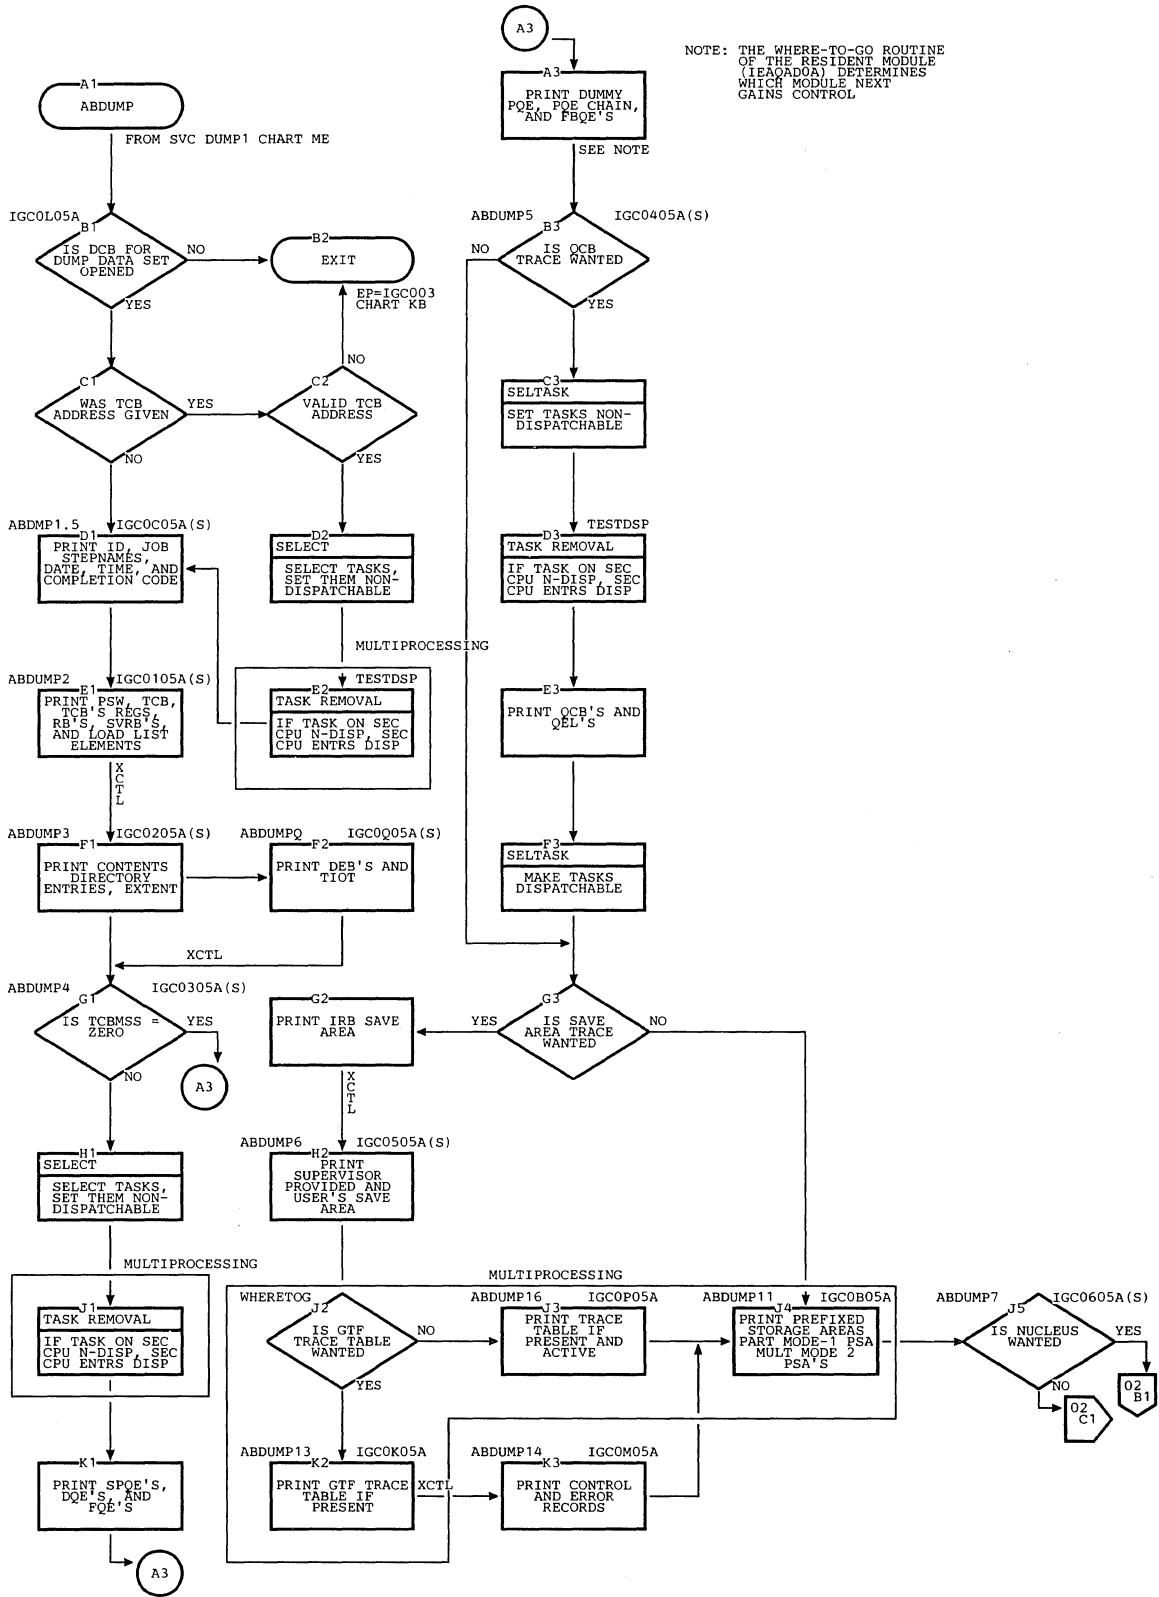 A3
NOTE: THE WHERE-TO-GO ROUTINE
OF THE RESIDENT MODULE
(IEAQAD0A) DETERMINES
WHICH MODULE NEXT
GAINS CONTROL
A1
ABDUMP
FROM SVC DUMP1 CHART ME
A3
PRINT DUMMY
PQE, PQE CHAIN,
AND FBQE'S
SEE NOTE
IGC0L05A
B1
IS DCB FOR
DUMP DATA SET
OPENED
NO
YES
B2
EXIT
EP=IGC003
CHART KB
ABDUMP5
B3
IGC0405A(S)
NO
IS QCB
TRACE WANTED
YES
C1
WAS TCB
ADDRESS GIVEN
YES
NO
NO
C2
VALID TCB
ADDRESS
YES
C3
SELTASK
SET TASKS NON-
DISPATCHABLE
ABDMP1.5
IGC0C05A(S)
D1
PRINT ID, JOB
STEPNAMES,
DATE, TIME, AND
COMPLETION CODE
D2
SELECT
SELECT TASKS,
SET THEM NON-
DISPATCHABLE
MULTIPROCESSING
TESTDSP
D3
TASK REMOVAL
IF TASK ON SEC
CPU N-DISP, SEC
CPU ENTRS DISP
ABDUMP2
IGC0105A(S)
E1
PRINT PSW, TCB,
TCB'S REGS,
RB'S, SVRB'S,
AND LOAD LIST
ELEMENTS
XCTL
TESTDSP
E2
TASK REMOVAL
IF TASK ON SEC
CPU N-DISP, SEC
CPU ENTRS DISP
E3
PRINT QCB'S AND
QEL'S
ABDUMP3
IGC0205A(S)
F1
PRINT CONTENTS
DIRECTORY
ENTRIES, EXTENT
ABDUMPQ
IGC0Q05A(S)
F2
PRINT DEB'S AND
TIOT
XCTL
F3
SELTASK
MAKE TASKS
DISPATCHABLE
ABDUMP4
IGC0305A(S)
G1
IS TCBMSS =
ZERO
YES
A3
NO
G2
PRINT IRB SAVE
AREA
XCTL
YES
G3
IS SAVE
AREA TRACE
WANTED
NO
H1
SELECT
SELECT TASKS,
SET THEM NON-
DISPATCHABLE
ABDUMP6
IGC0505A(S)
H2
PRINT
SUPERVISOR
PROVIDED AND
USER'S SAVE
AREA
MULTIPROCESSING
J1
TASK REMOVAL
IF TASK ON SEC
CPU N-DISP, SEC
CPU ENTRS DISP
MULTIPROCESSING
WHERETOG
J2
IS GTF
TRACE TABLE
WANTED
NO
YES
ABDUMP16
IGC0P05A
J3
PRINT TRACE
TABLE IF
PRESENT AND
ACTIVE
ABDUMP11
IGC0B05A
J4
PRINT PREFIXED
STORAGE AREAS
PART MODE-1 PSA
MULT MODE 2
PSA'S
ABDUMP7
IGC0605A(S)
J5
IS NUCLEUS
WANTED
YES
NO
02
B1
02
C1
K1
PRINT SPQE'S,
DQE'S, AND
FQE'S
A3
ABDUMP13
IGC0K05A
K2
PRINT GTF TRACE
TABLE IF
PRESENT
XCTL
ABDUMP14
IGC0M05A
K3
PRINT CONTROL
AND ERROR
RECORDS